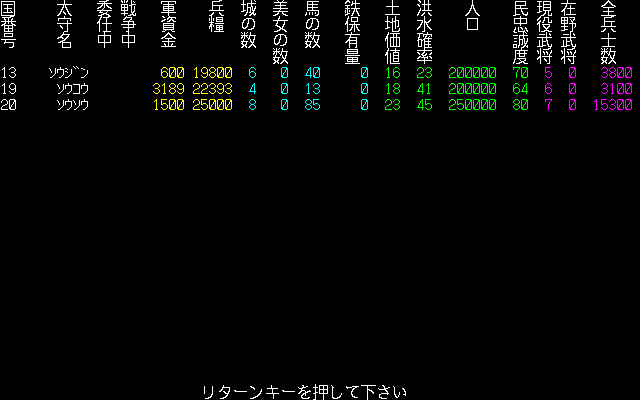 国番号 太守名 委任中 戦争中 軍資金 兵糧 城の数 美女の数 馬の数 鉄保有量 土地価値 洪水確率 人口 民忠誠度 現役武将 在野武将 全兵士数
13 ソウジン 600 19800 6 0 40 0 16 23 200000 70 5 0 3800
19 ソウコウ 3189 22393 4 0 13 0 18 41 200000 64 6 0 3100
20 ソウソウ 1500 25000 8 0 85 0 23 45 250000 80 7 0 15300
リターンキーを押して下さい